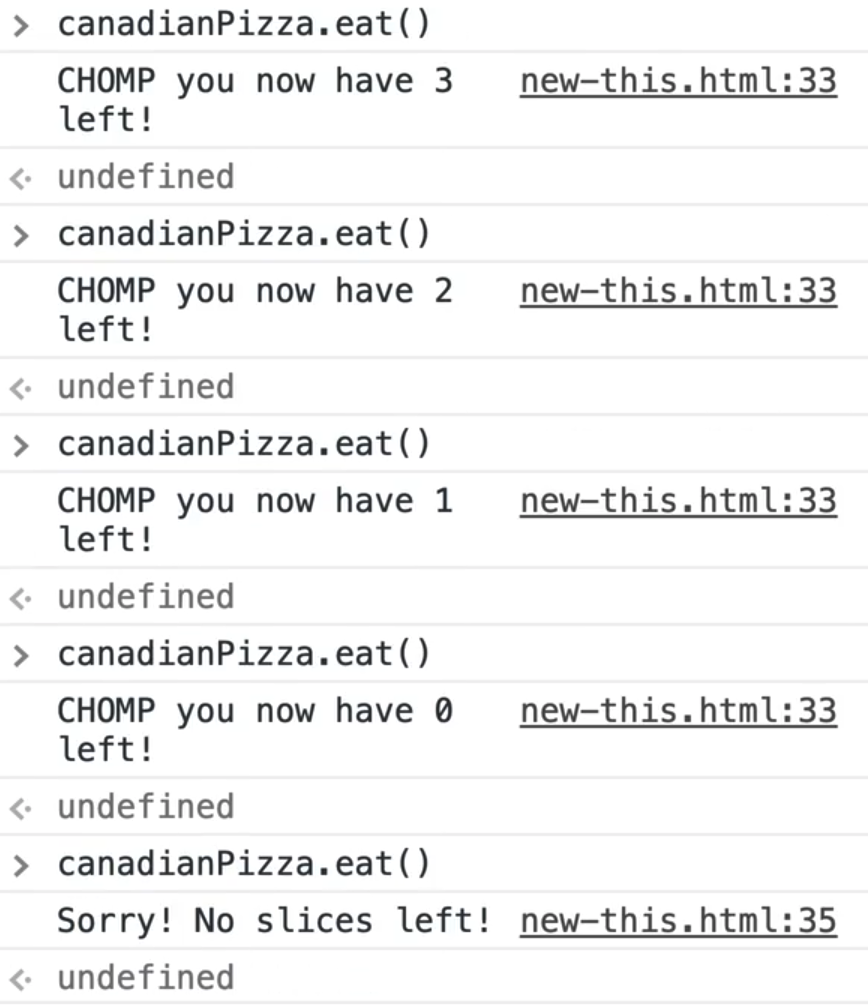 > canadianPizza.eat()
CHOMP you now have 3 new-this.html:33
left!
undefined
> canadianPizza.eat()
CHOMP you now have 2 new-this.html:33
left!
undefined
> canadianPizza.eat()
CHOMP you now have 1 new-this.html:33
left!
undefined
> canadianPizza.eat()
CHOMP you now have 0 new-this.html:33
left!
undefined
> canadianPizza.eat()
Sorry! No slices left! new-this.html:35
undefined